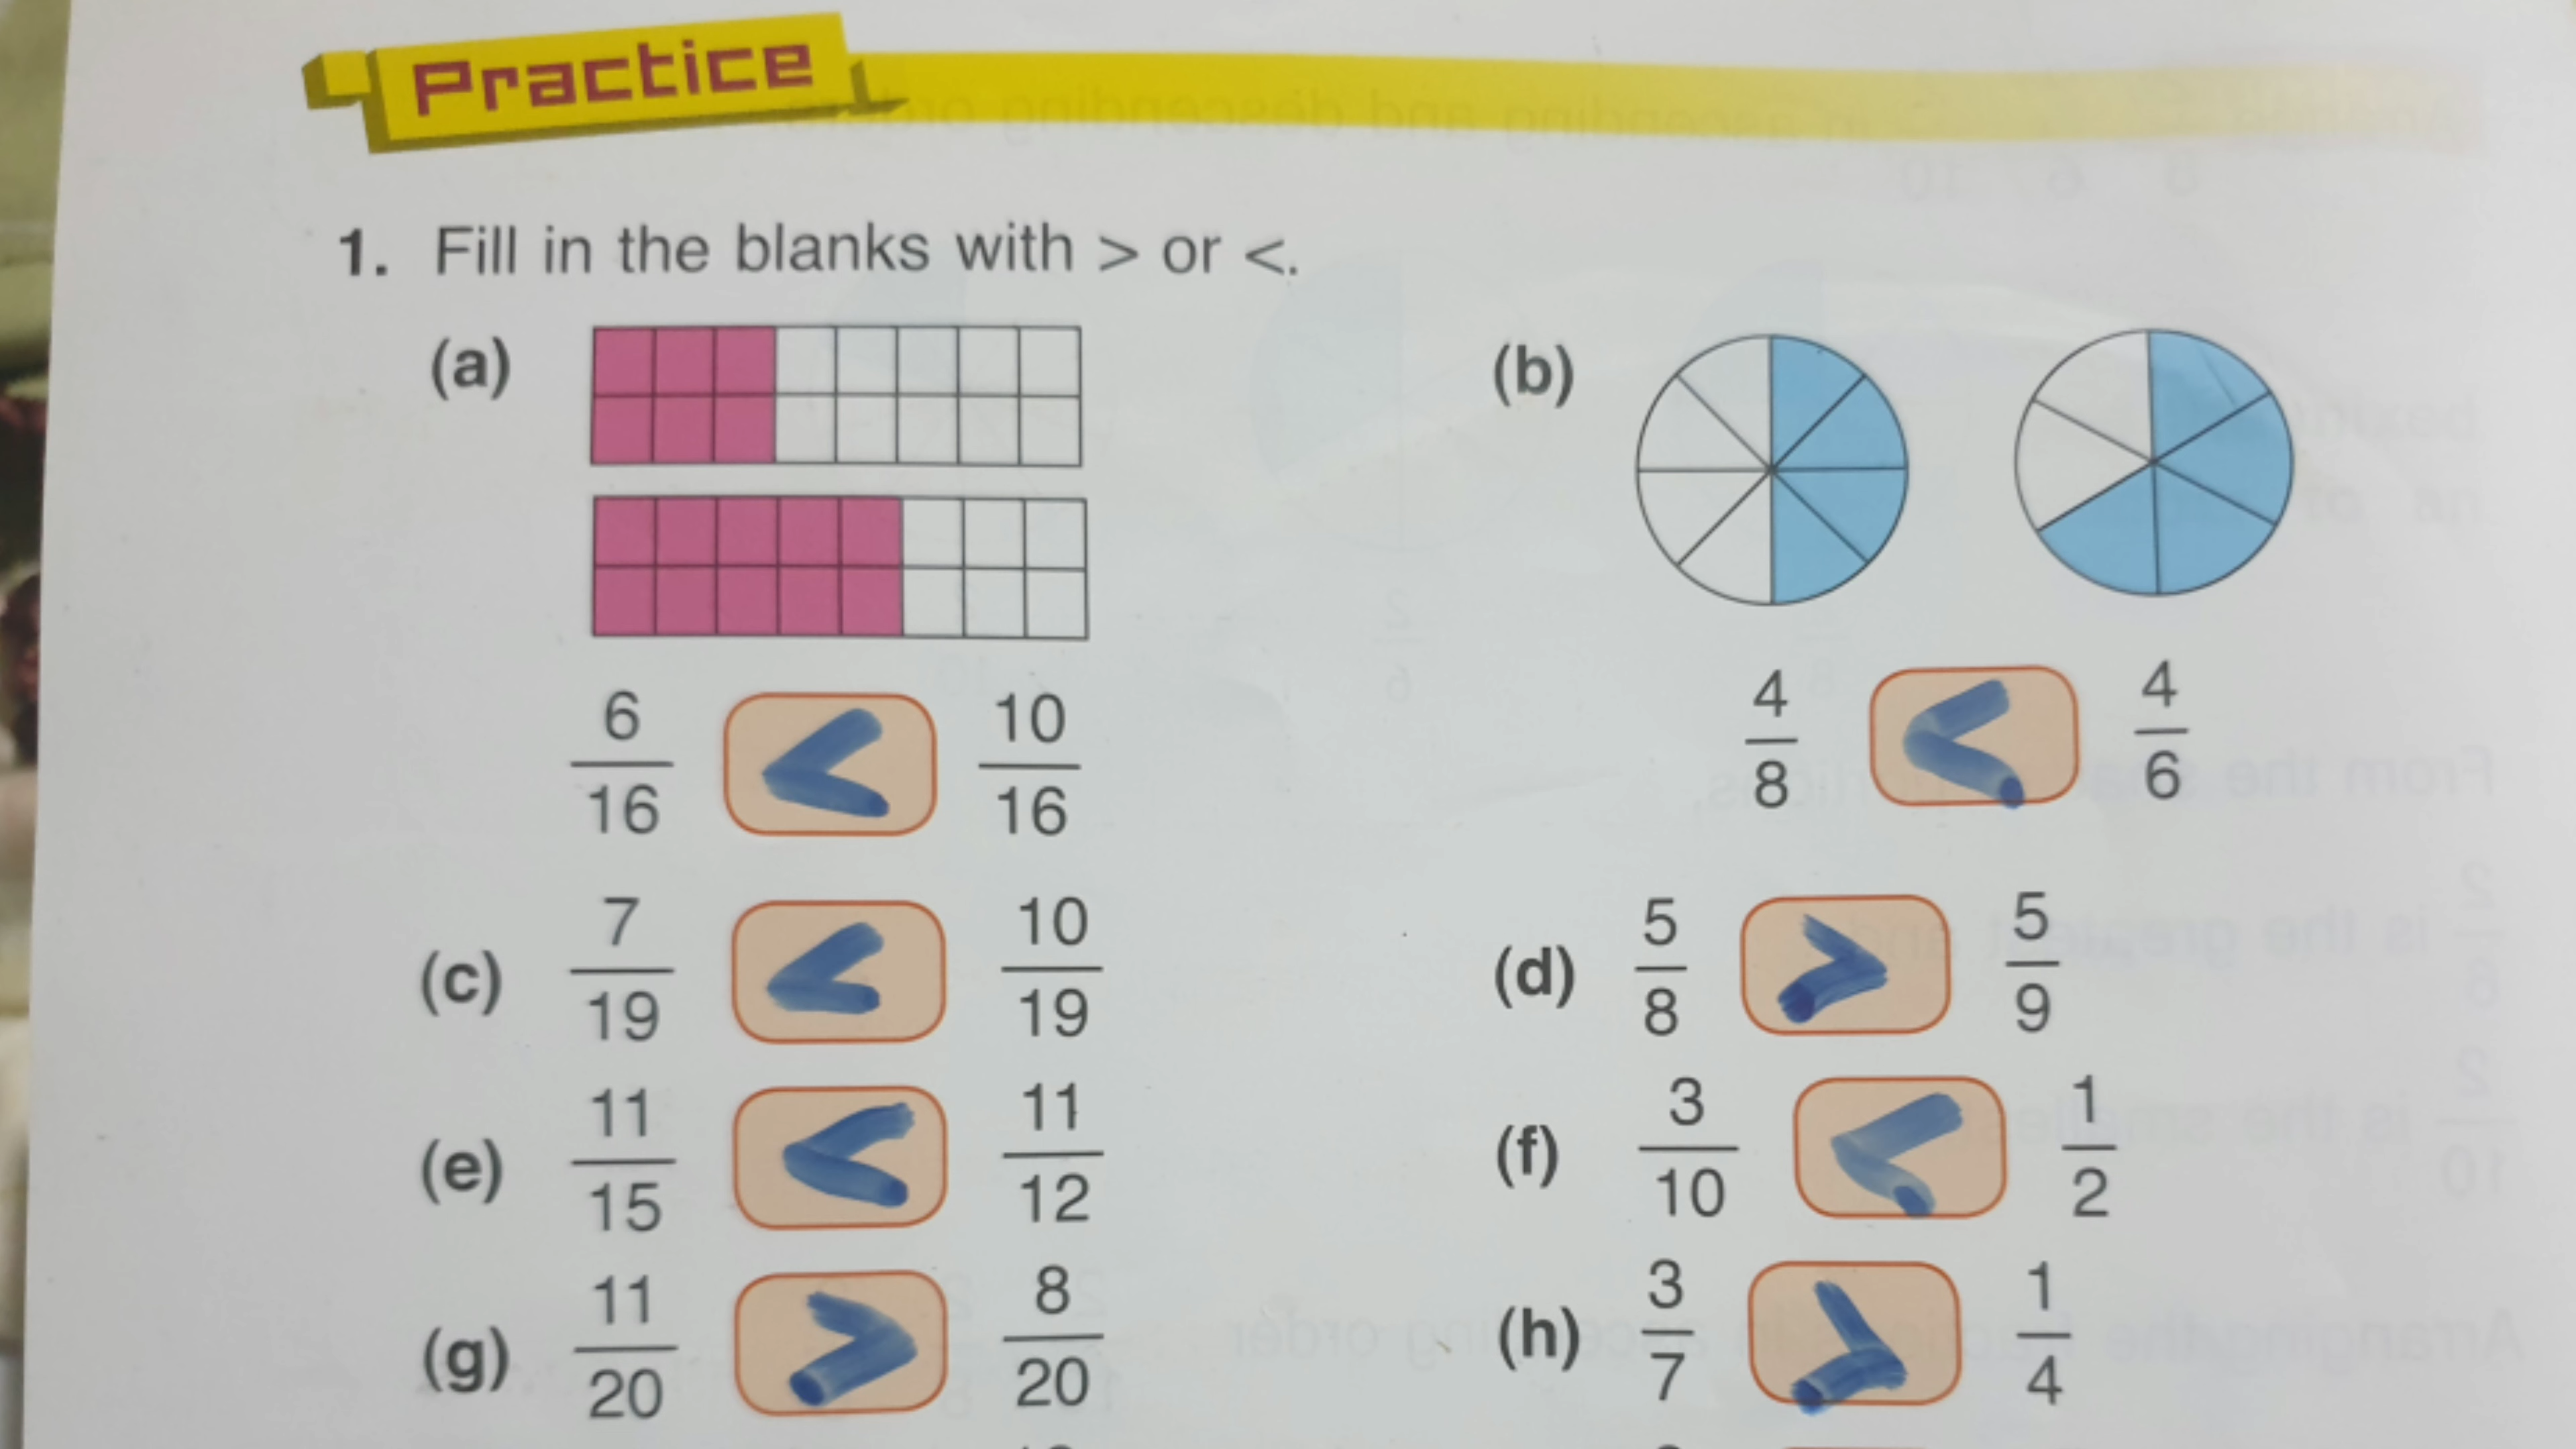 Practice
1. Fill in the blanks with > or <.
(a)
(b)
6/16 < 10/16
4/8 < 4/6
(c) 7/19 < 10/19
(d) 5/8 > 5/9
(e) 11/15 < 11/12
(f) 3/10 < 1/2
(g) 11/20 > 8/20
(h) 3/7 > 1/4